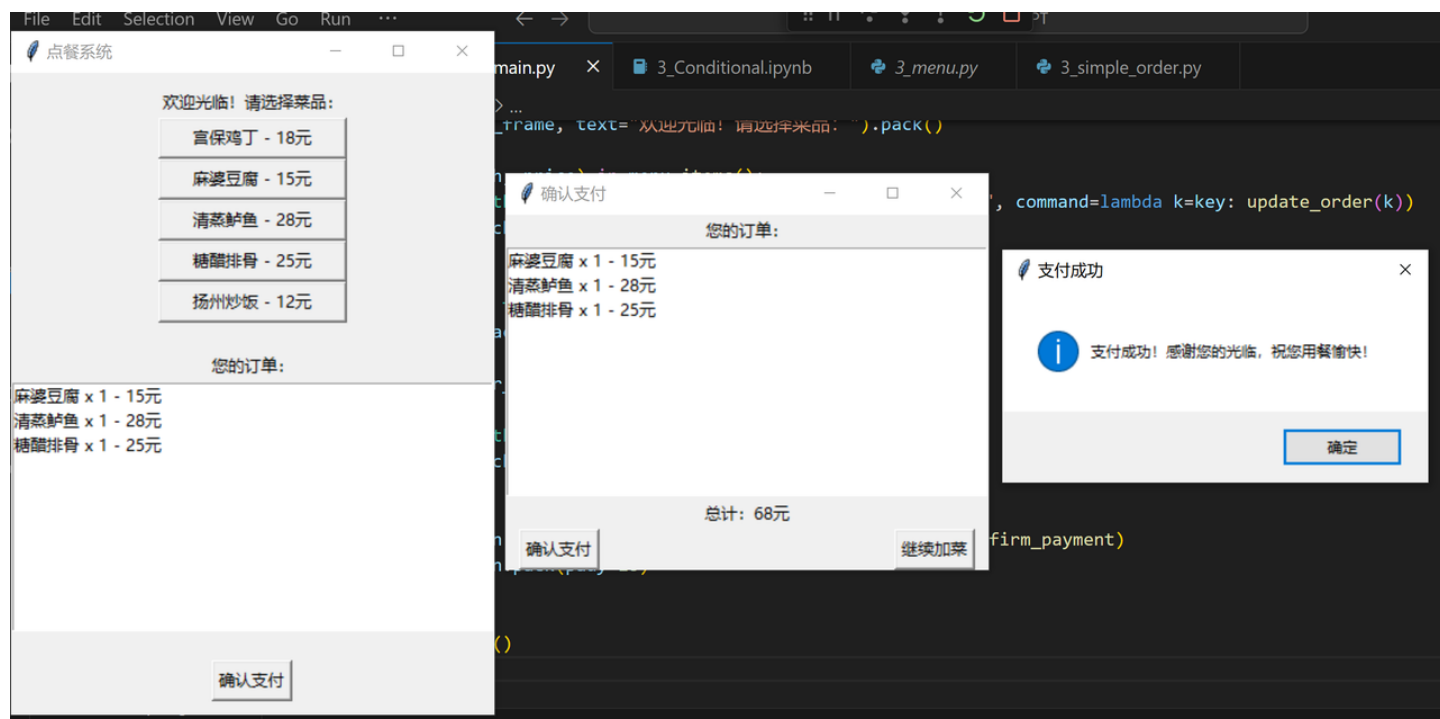 File Edit Selection View Go Run ...
点餐系统
欢迎光临！请选择菜品：
宫保鸡丁 - 18元
麻婆豆腐 - 15元
清蒸鲈鱼 - 28元
糖醋排骨 - 25元
扬州炒饭 - 12元
您的订单：
麻婆豆腐 x 1 - 15元
清蒸鲈鱼 x 1 - 28元
糖醋排骨 x 1 - 25元
确认支付
main.py 3_Conditional.ipynb 3_menu.py 3_simple_order.py
> ...
_frame, text="欢迎光临！请选择菜品：").pack()
, command=lambda k=key: update_order(k))
firm_payment)
()
确认支付
您的订单：
麻婆豆腐 x 1 - 15元
清蒸鲈鱼 x 1 - 28元
糖醋排骨 x 1 - 25元
总计：68元
确认支付 继续加菜
支付成功
支付成功！感谢您的光临，祝您用餐愉快！
确定